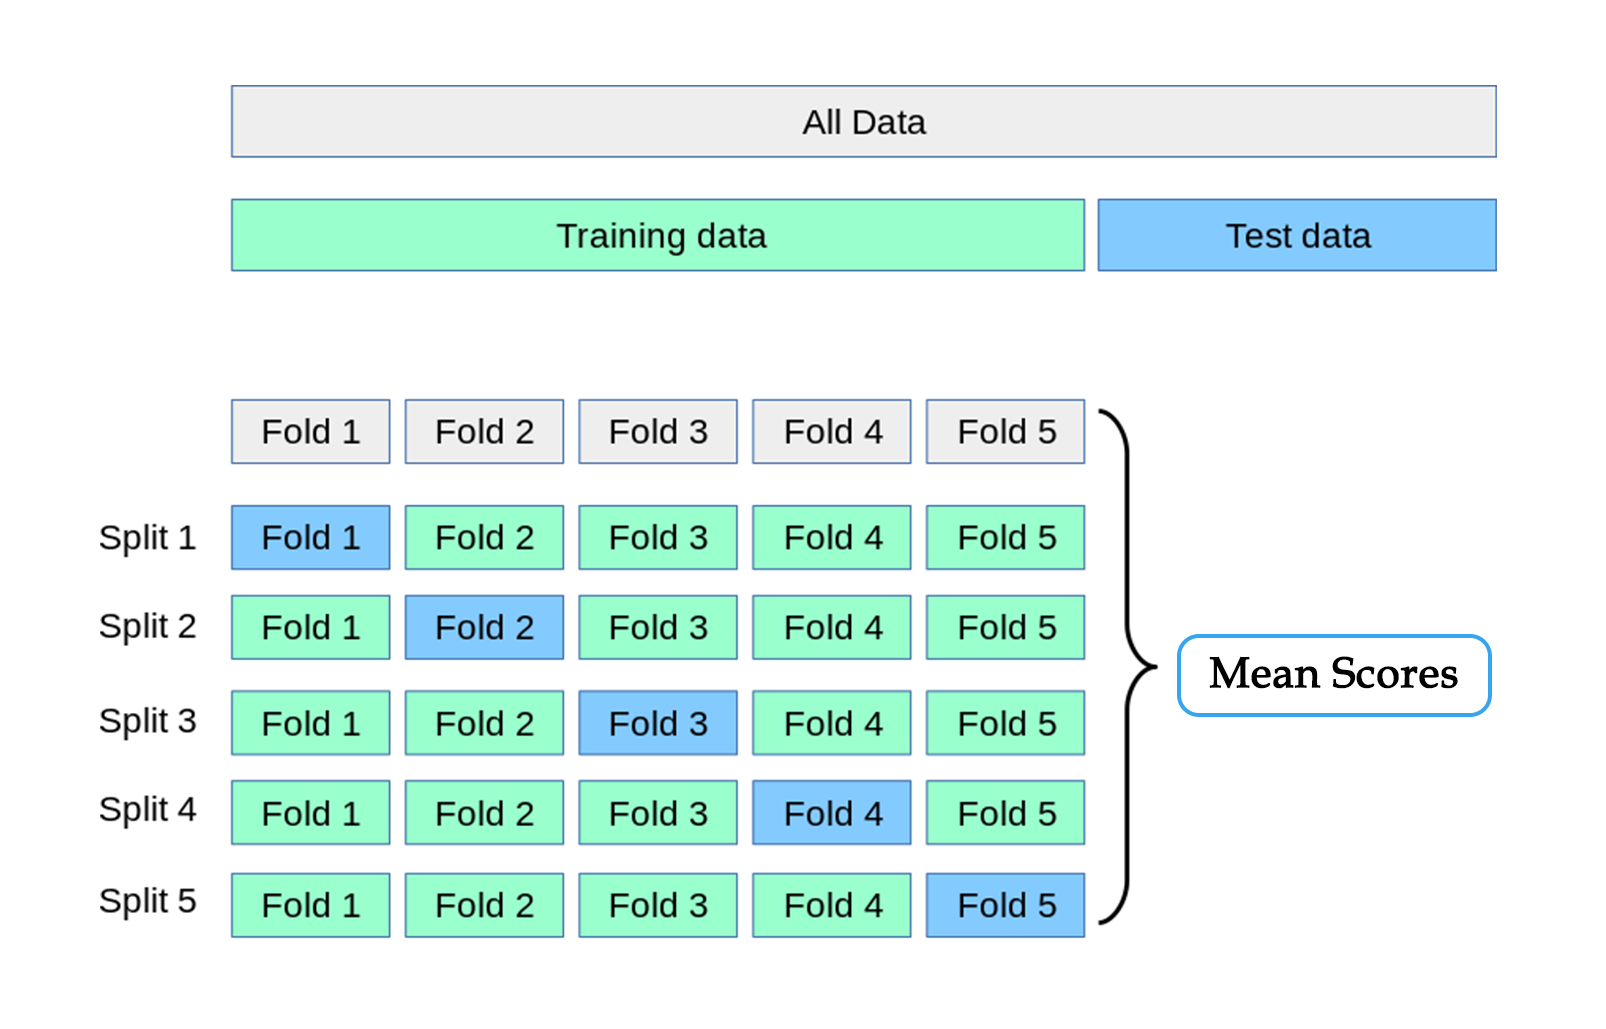 All Data
Training data Test data
Fold 1 Fold 2 Fold 3 Fold 4 Fold 5
Split 1 Fold 1 Fold 2 Fold 3 Fold 4 Fold 5
Split 2 Fold 1 Fold 2 Fold 3 Fold 4 Fold 5
Mean Scores
Split 3 Fold 1 Fold 2 Fold 3 Fold 4 Fold 5
Split 4 Fold 1 Fold 2 Fold 3 Fold 4 Fold 5
Split 5 Fold 1 Fold 2 Fold 3 Fold 4 Fold 5